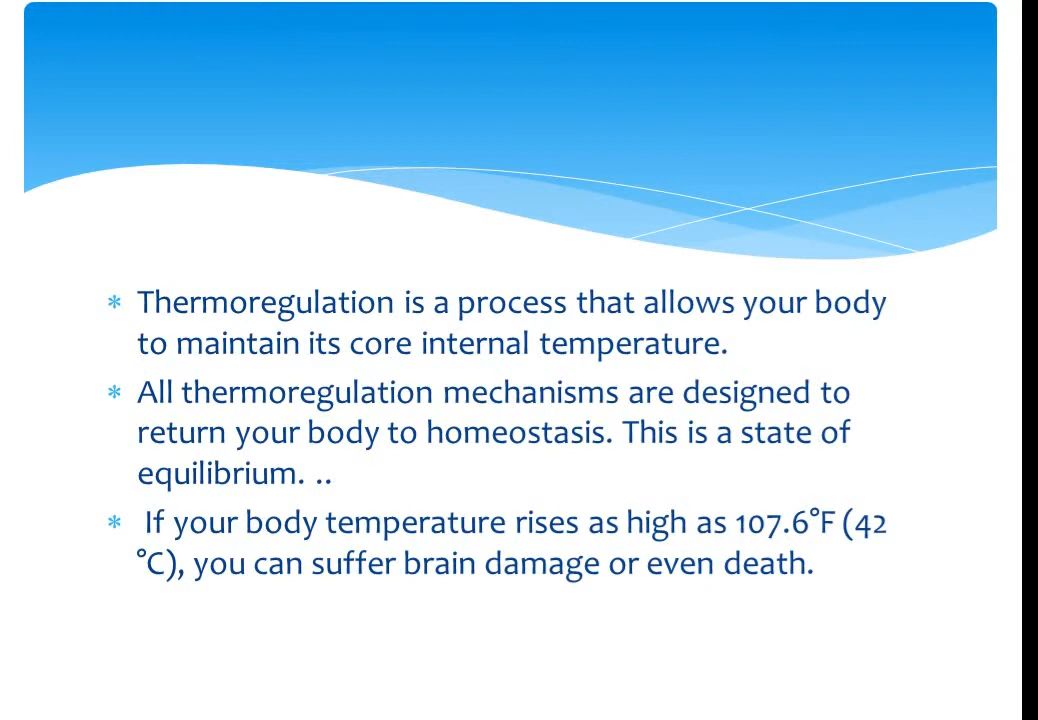 * Thermoregulation is a process that allows your body
to maintain its core internal temperature.
* All thermoregulation mechanisms are designed to
return your body to homeostasis. This is a state of
equilibrium. ..
* If your body temperature rises as high as 107.6°F (42
°C), you can suffer brain damage or even death.